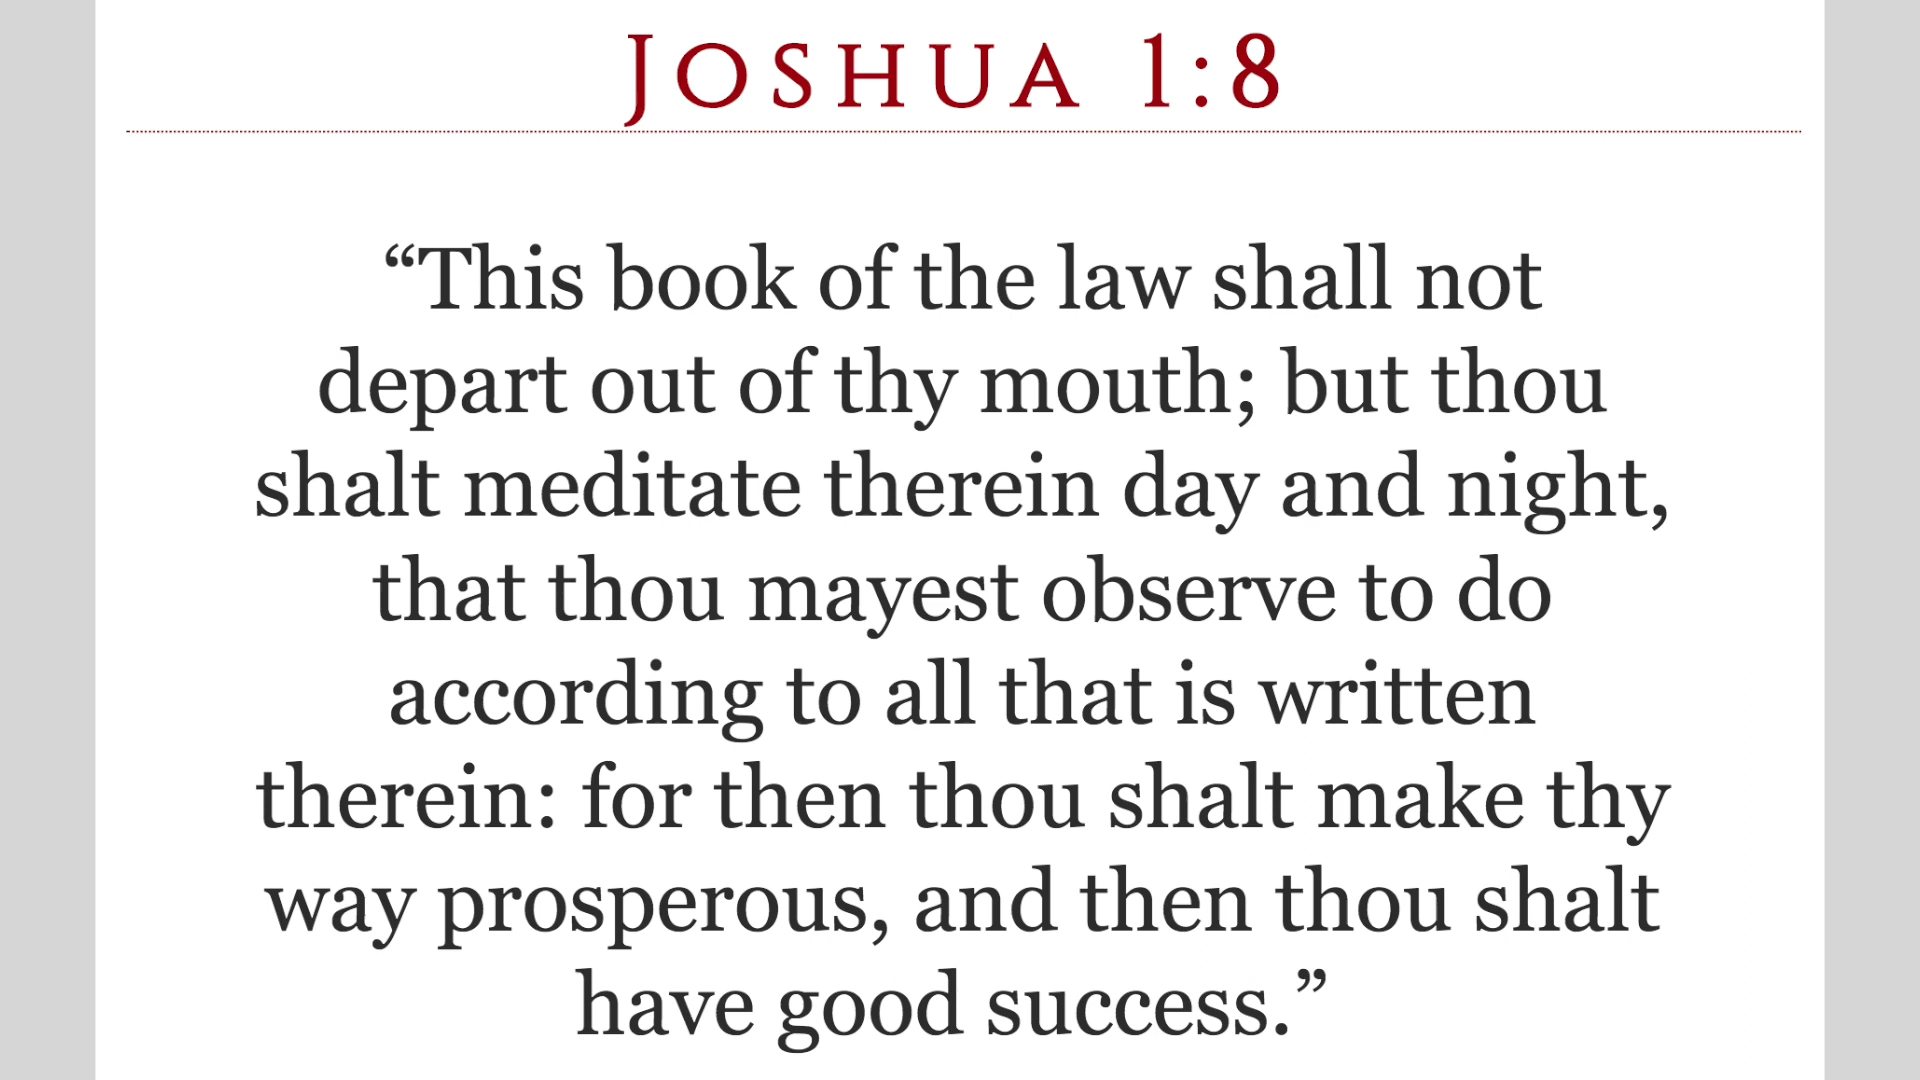 Joshua 1:8
“This book of the law shall not
depart out of thy mouth; but thou
shalt meditate therein day and night,
that thou mayest observe to do
according to all that is written
therein: for then thou shalt make thy
way prosperous, and then thou shalt
have good success.”